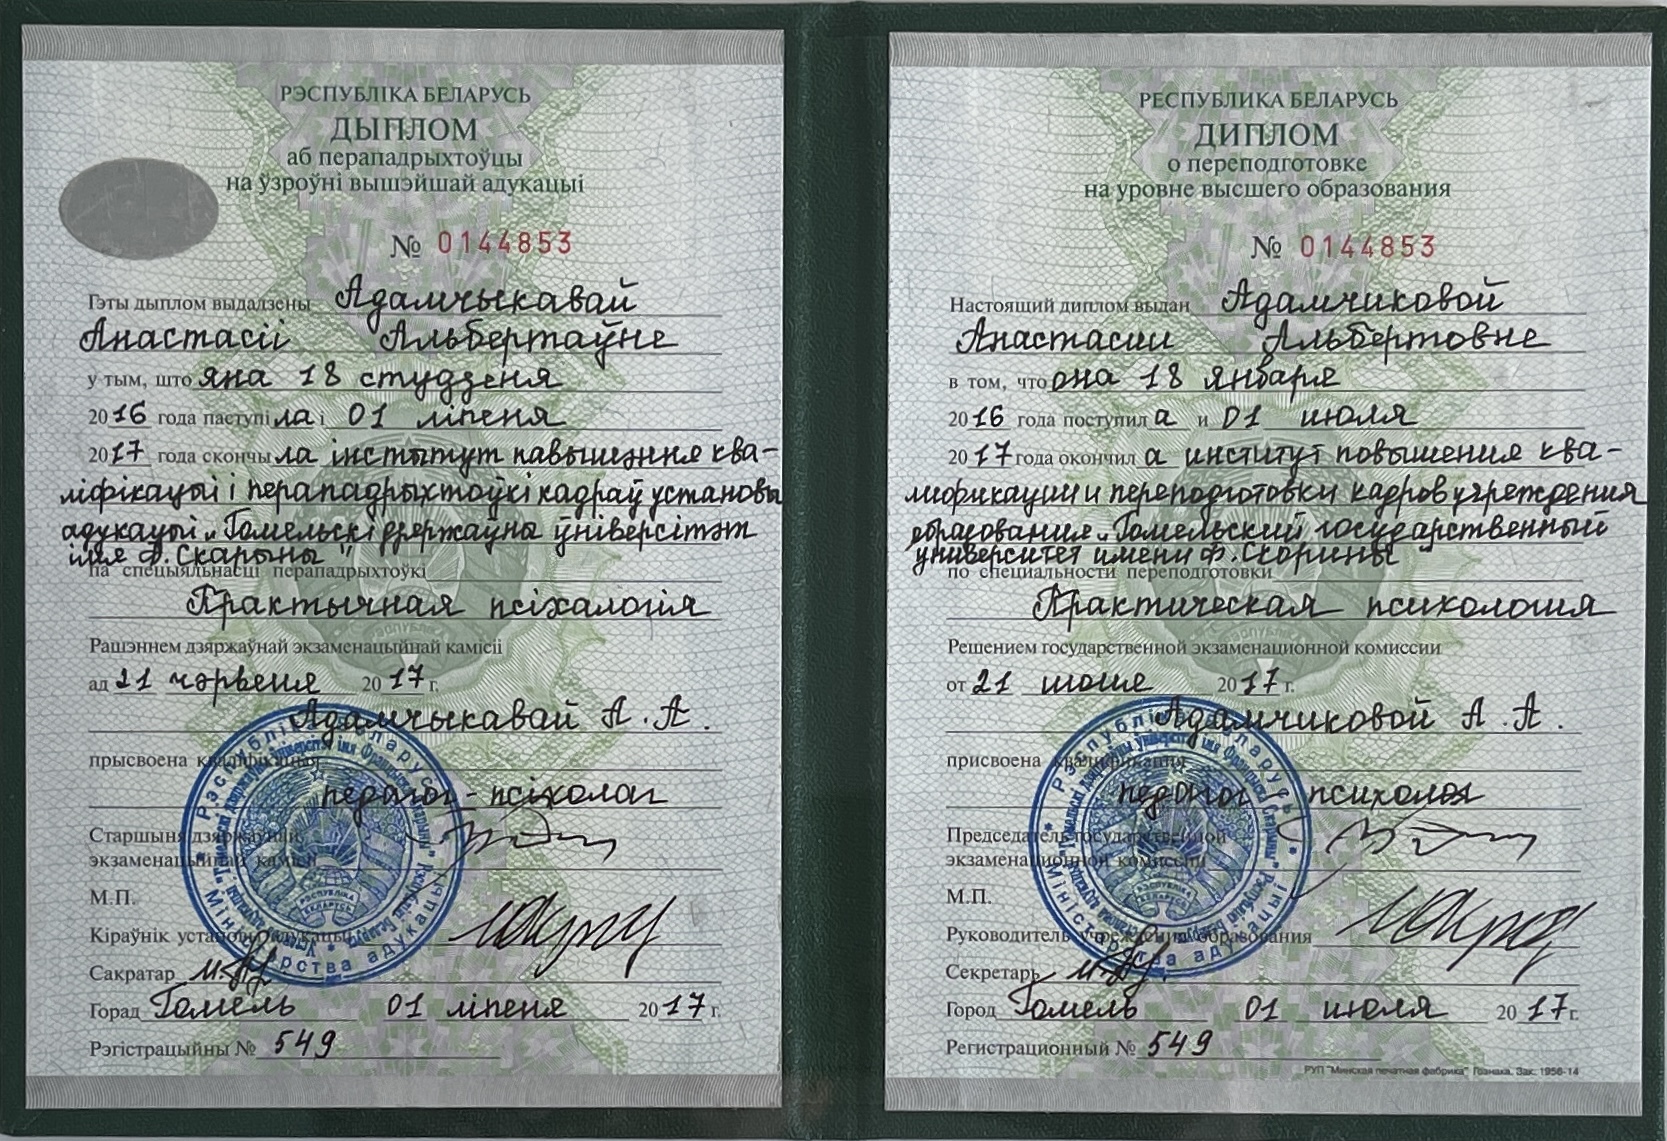 РЭСПУБЛІКА БЕЛАРУСЬ
ДЫПЛОМ
аб перападрыхтоўцы
на ўзроўні вышэйшай адукацыі
№ 0144853
Гэты дыплом выдадзены Адамчыкавай
Анастасіі Альбертаўне
у тым, што яна 18 студзеня
2016 года паступіла і 01 ліпеня
2017 года скончыла інстытут павышэння ква-
ліфікацыі і перападрыхтоўкі кадраў установы
адукацыі „Гомельскі дзяржаўны ўніверсітэт
імя Ф. Скарыны"
па спецыяльнасці перападрыхтоўкі
Практычная псіхалогія
Рашэннем дзяржаўнай экзаменацыйнай камісіі
ад 21 чэрвеня 2017 г.
Адамчыкавай А. А.
прысвоена кваліфікацыя
педагог-псіхолаг
Старшыня дзяржаўнай
экзаменацыйнай камісіі
М.П.
Кіраўнік установы адукацыі
Сакратар
Горад Гомель 01 ліпеня 2017 г.
Рэгістрацыйны № 549
РЕСПУБЛИКА БЕЛАРУСЬ
ДИПЛОМ
о переподготовке
на уровне высшего образования
№ 0144853
Настоящий диплом выдан Адамчиковой
Анастасии Альбертовне
в том, что она 18 января
2016 года поступила и 01 июля
2017 года окончила институт повышения ква-
лификации и переподготовки кадров учреждения
образования „Гомельский государственный
университет имени Ф. Скорины"
по специальности переподготовки
Практическая психология
Решением государственной экзаменационной комиссии
от 21 июня 2017 г.
Адамчиковой А. А.
присвоена квалификация
педагог психолог
Председатель государственной
экзаменационной комиссии
М.П.
Руководитель учреждения образования
Секретарь
Город Гомель 01 июля 2017 г.
Регистрационный № 549
РУП "Минская печатная фабрика" Гознака. Зак. 1956-14